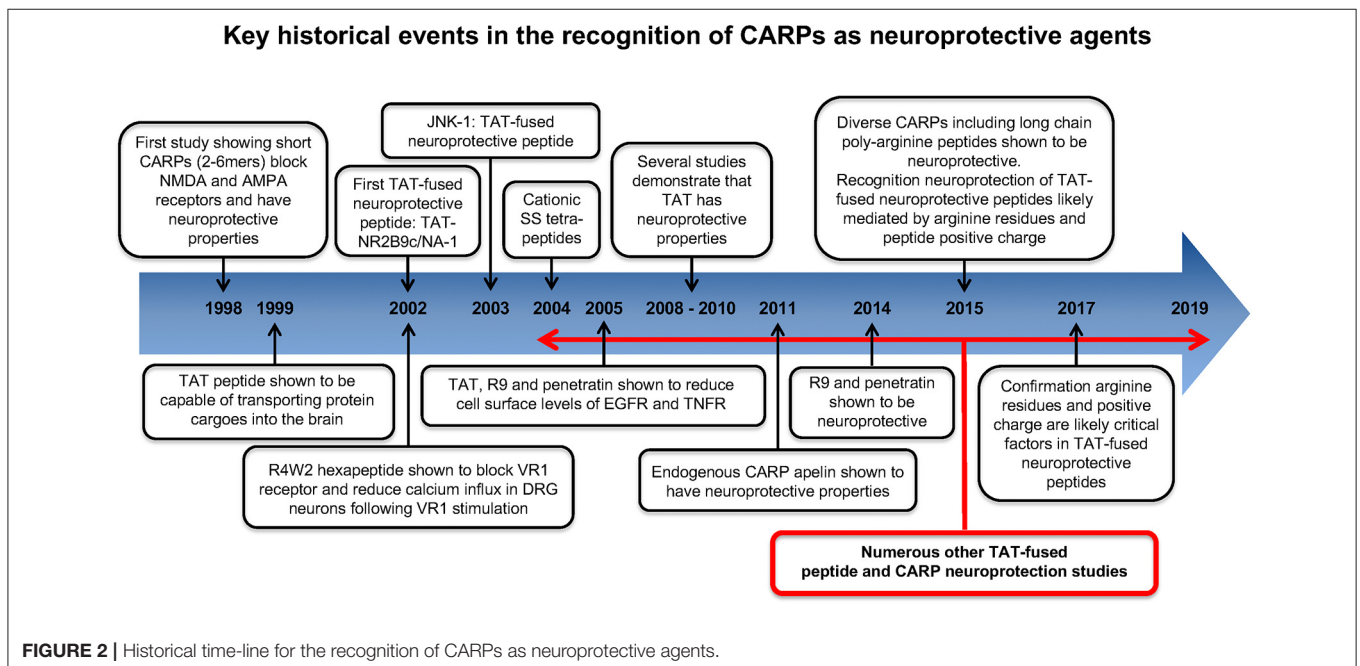 Key historical events in the recognition of CARPs as neuroprotective agents
First study showing short
CARPs (2-6mers) block
NMDA and AMPA
receptors and have
neuroprotective
properties
First TAT-fused
neuroprotective
peptide: TAT-
NR2B9c/NA-1
JNK-1: TAT-fused
neuroprotective peptide
Cationic
SS tetra-
peptides
Several studies
demonstrate that
TAT has
neuroprotective
properties
Diverse CARPs including long chain
poly-arginine peptides shown to be
neuroprotective.
Recognition neuroprotection of TAT-
fused neuroprotective peptides likely
mediated by arginine residues and
peptide positive charge
1998 1999 2002 2003 2004 2005 2008 - 2010 2011 2014 2015 2017 2019
TAT peptide shown to be
capable of transporting protein
cargoes into the brain
R4W2 hexapeptide shown to block VR1
receptor and reduce calcium influx in DRG
neurons following VR1 stimulation
TAT, R9 and penetratin shown to reduce
cell surface levels of EGFR and TNFR
Endogenous CARP apelin shown to
have neuroprotective properties
R9 and penetratin
shown to be
neuroprotective
Confirmation arginine
residues and positive
charge are likely critical
factors in TAT-fused
neuroprotective
peptides
Numerous other TAT-fused
peptide and CARP neuroprotection studies
FIGURE 2 | Historical time-line for the recognition of CARPs as neuroprotective agents.